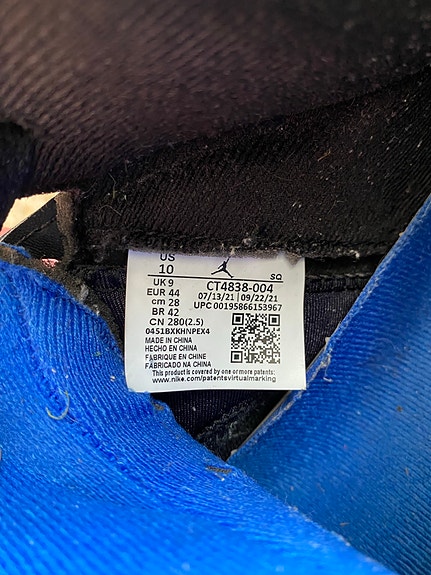 US
10
SQ
UK 9
EUR 44
cm 28
BR 42
CN 280(2.5)
CT4838-004
07/13/21 | 09/22/21
UPC 00195866153967
0451BXKHNPEX4
MADE IN CHINA
HECHO EN CHINA
FABRIQUE EN CHINE
FABRICADO NA CHINA
This product is covered by one or more patents:
www.nike.com/patentsvirtualmarking